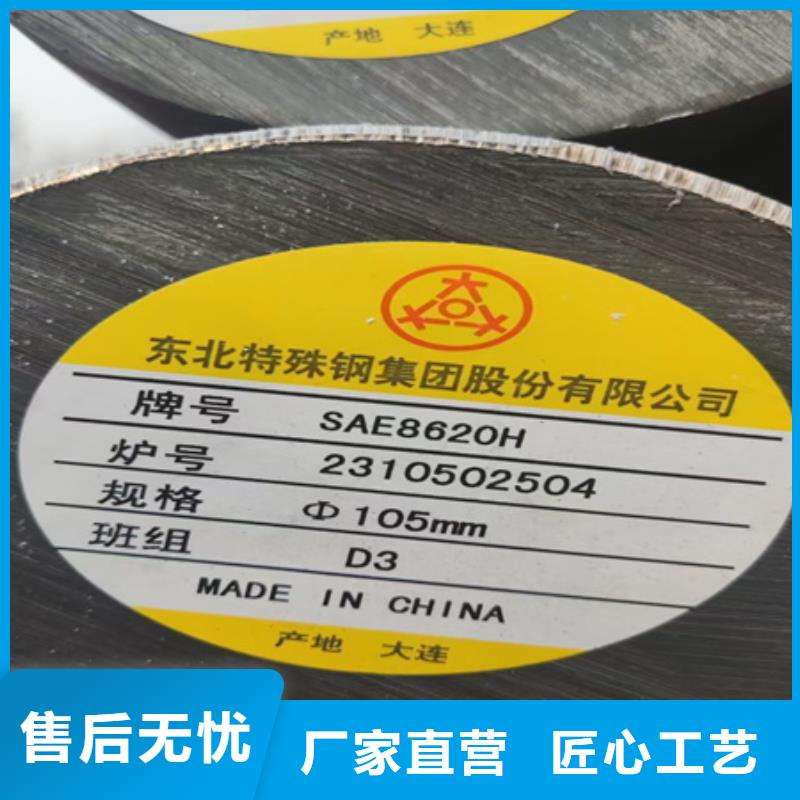 产地 大连
东北特殊钢集团股份有限公司
牌号 SAE8620H
炉号 2310502504
规格 Φ105mm
班组 D3
MADE IN CHINA
产地 大连
售后无忧
厂家直营 匠心工艺